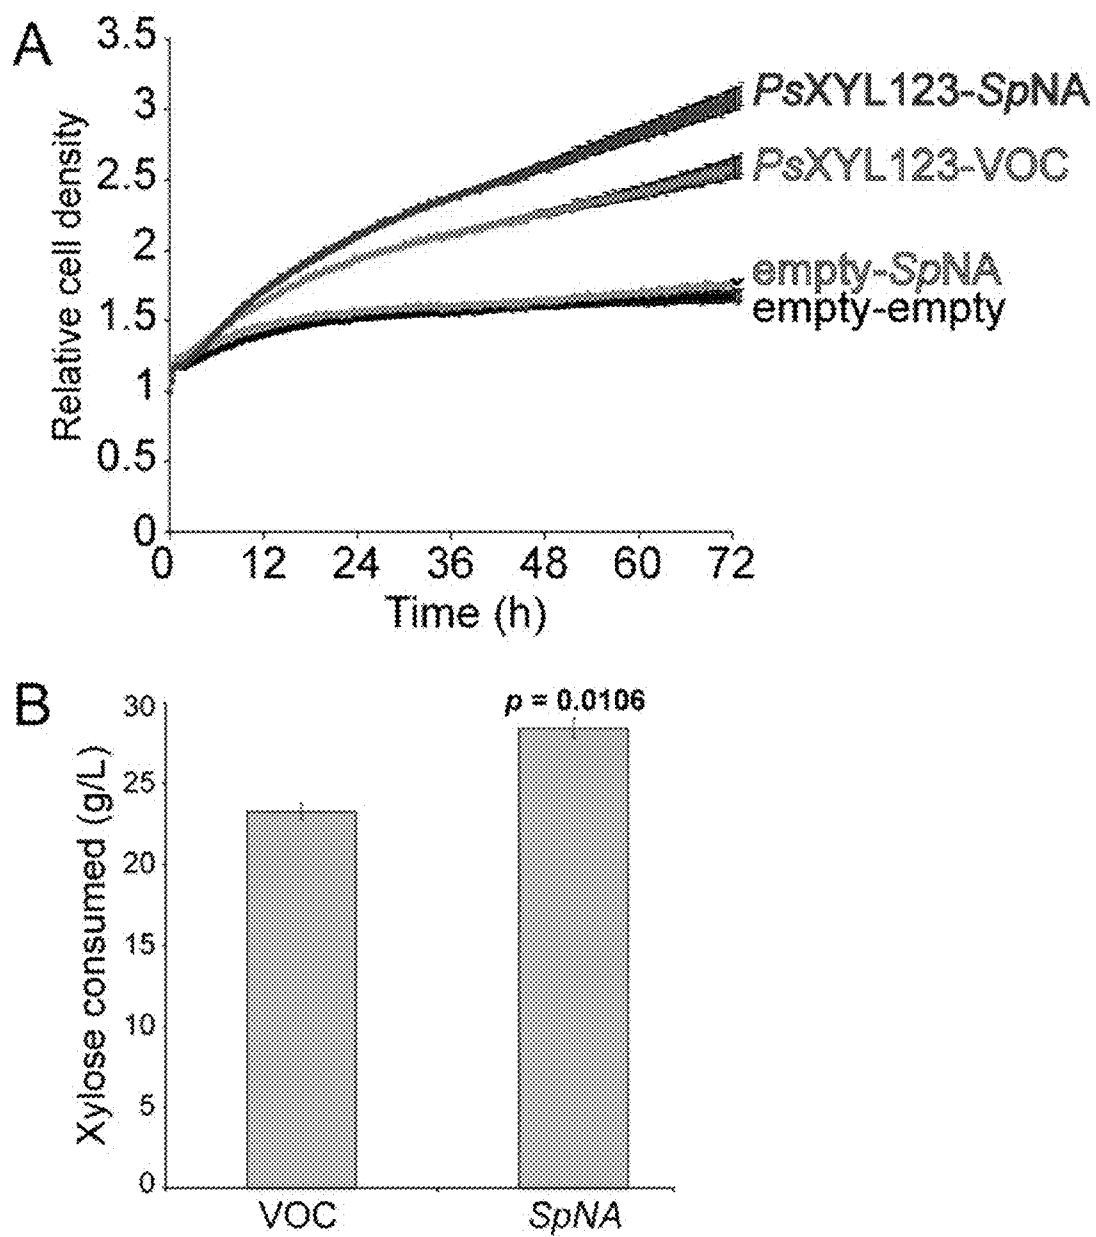 A
3.5
3
2.5
2
1.5
1
0.5
0
Relative cell density
PsXYL123-SpNA
PsXYL123-VOC
empty-SpNA
empty-empty
0 12 24 36 48 60 72
Time (h)
B
p = 0.0106
30
25
20
15
10
5
0
Xylose consumed (g/L)
VOC SpNA